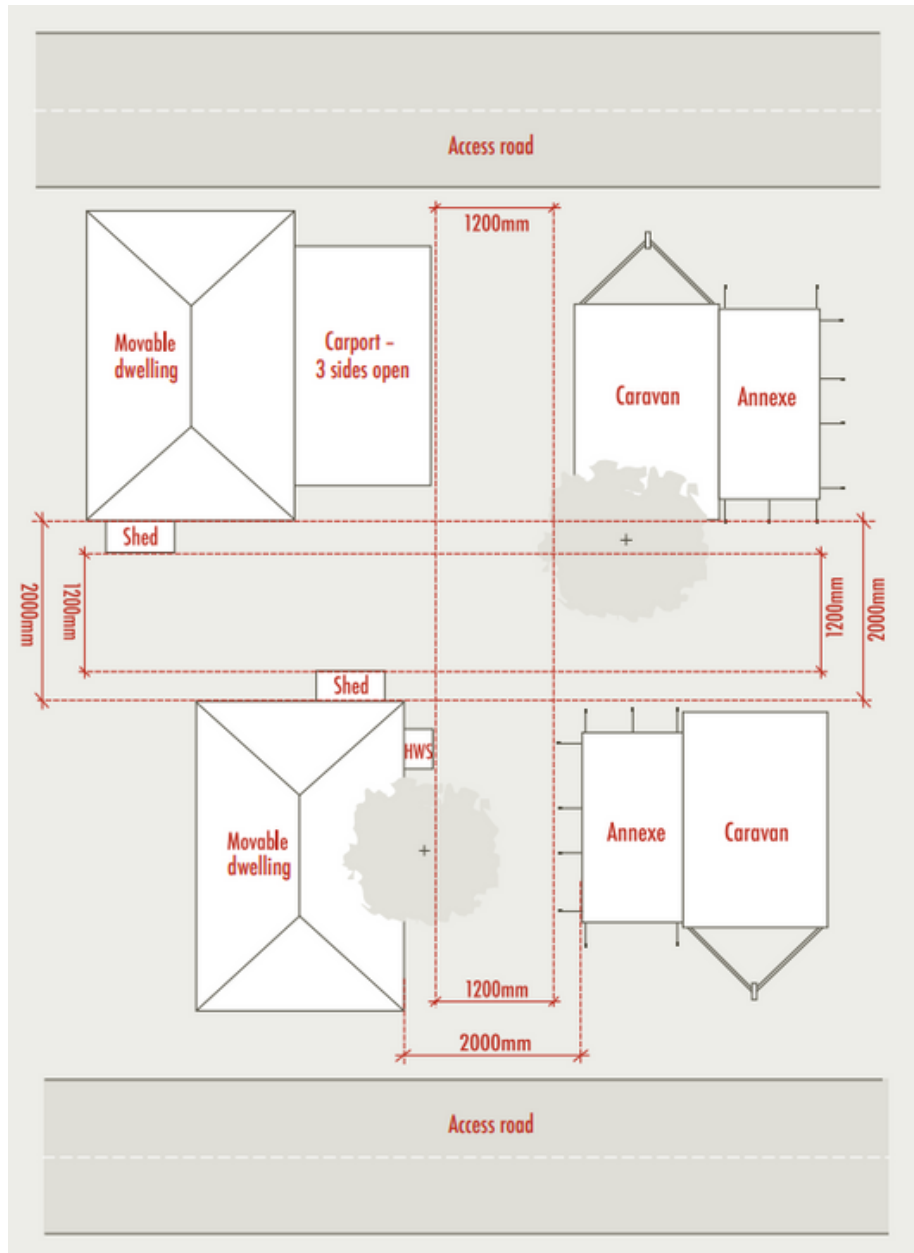 Access road
1200mm
Movable
dwelling
Carport –
3 sides open
Caravan
Annexe
Shed
2000mm
1200mm
1200mm
2000mm
Shed
HWS
Movable
dwelling
Annexe
Caravan
1200mm
2000mm
Access road